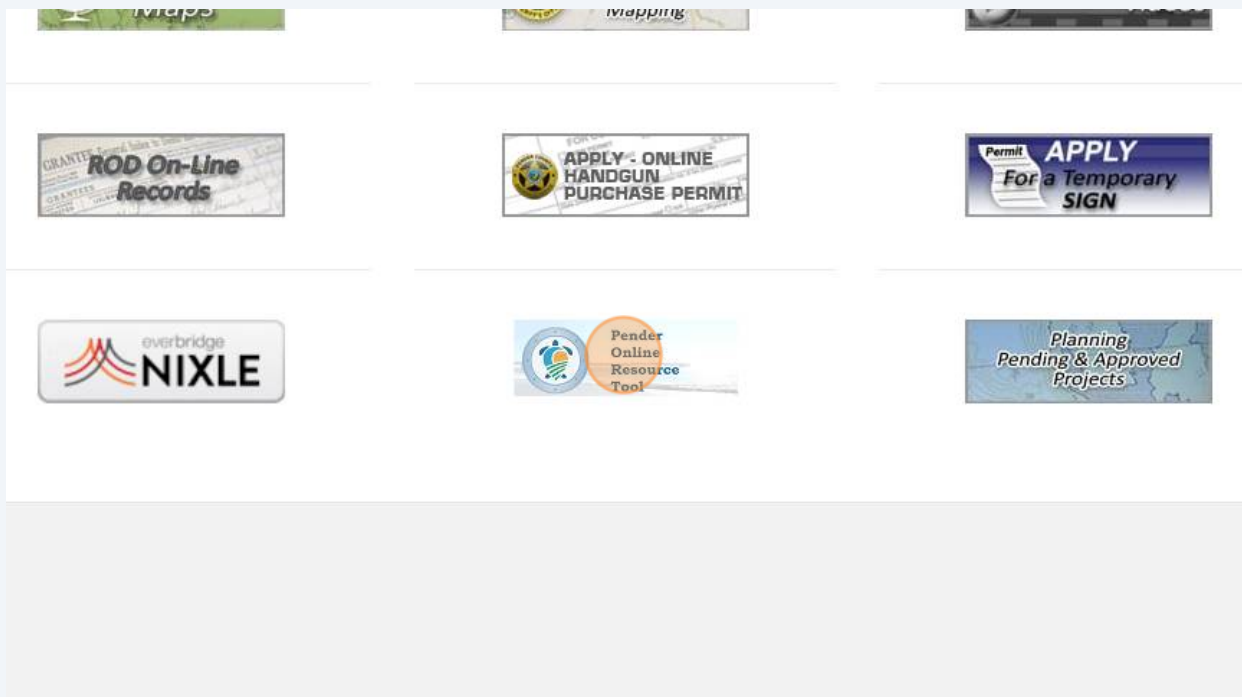 Maps
Mapping
ROD On-Line
Records
APPLY - ONLINE
HANDGUN
PURCHASE PERMIT
Permit
APPLY
For a Temporary
SIGN
everbridge
NIXLE
Pender
Online
Resource
Tool
Planning
Pending & Approved
Projects